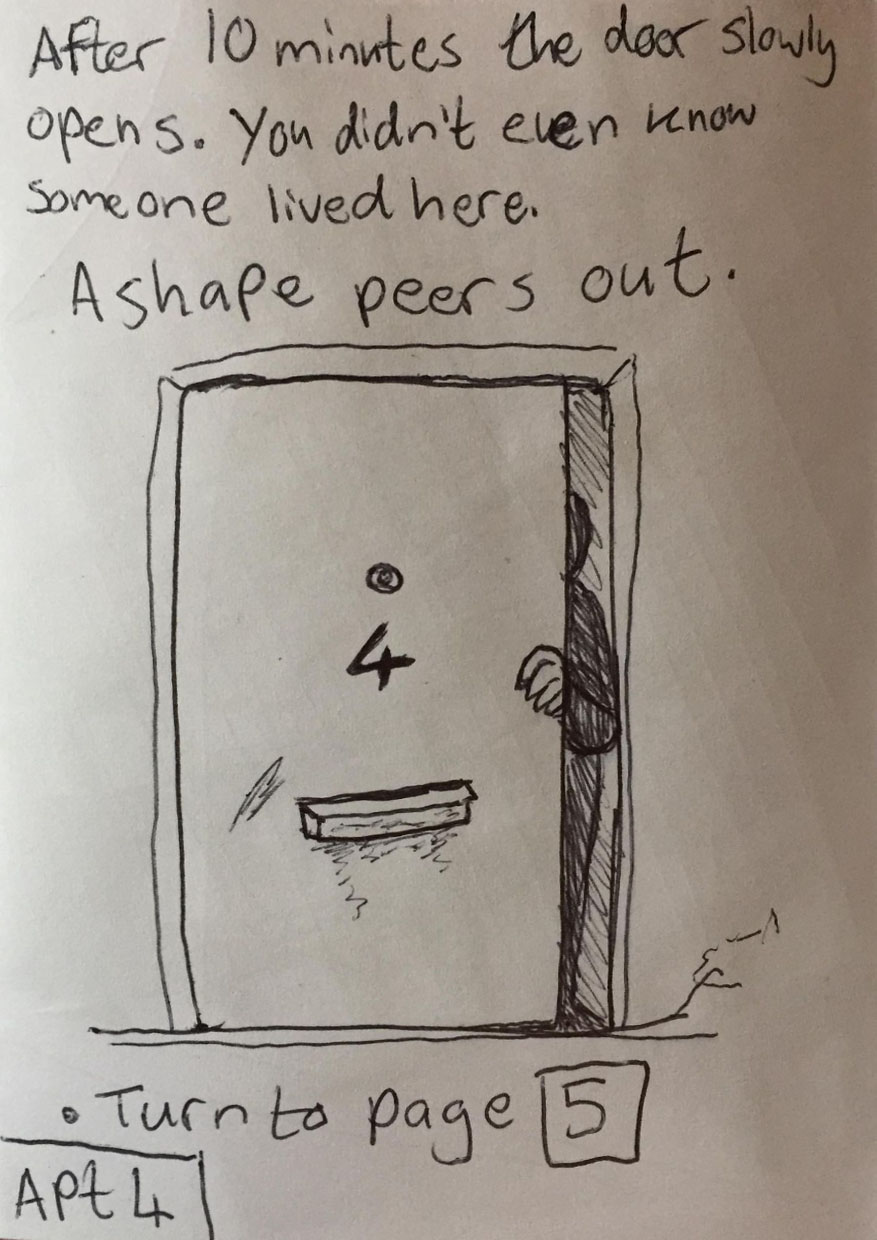 After 10 minutes the door slowly
opens. You didn't even know
someone lived here.
A shape peers out.
4
• Turn to page 5
Apt 4